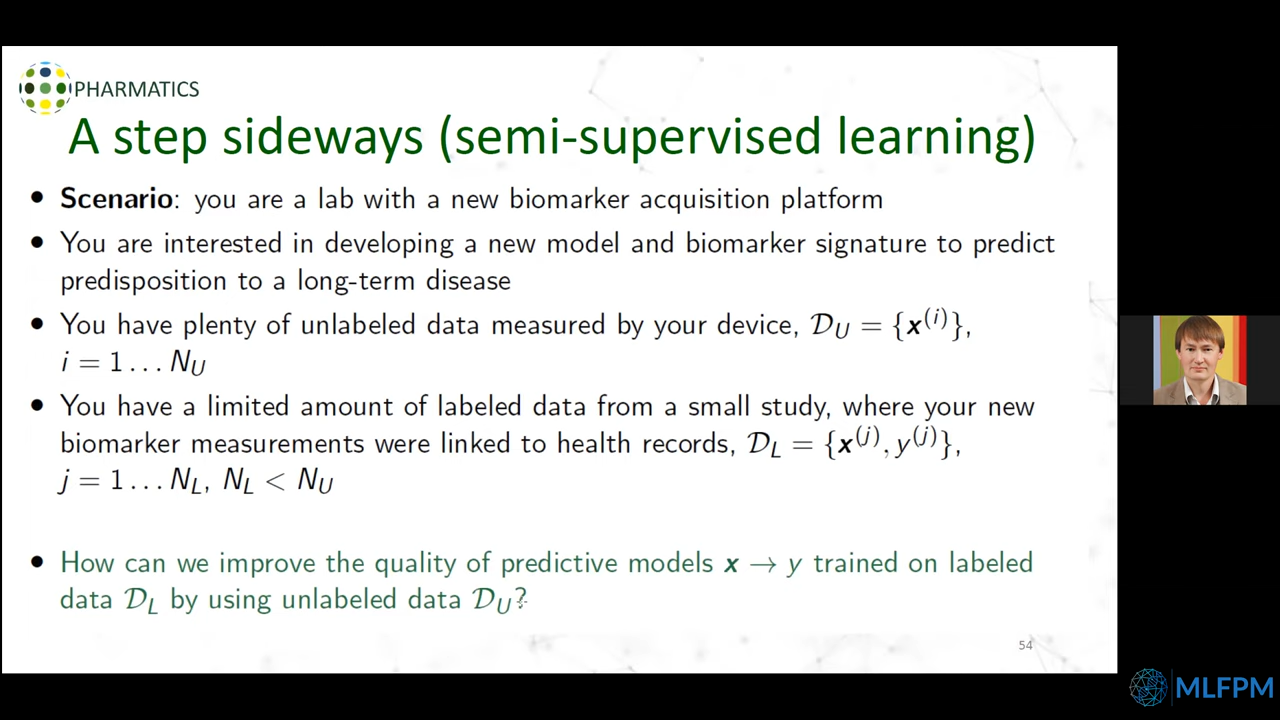 PHARMATICS
A step sideways (semi-supervised learning)
• Scenario: you are a lab with a new biomarker acquisition platform
• You are interested in developing a new model and biomarker signature to predict
predisposition to a long-term disease
• You have plenty of unlabeled data measured by your device, 𝒟_U = {x^(i)},
i = 1 … N_U
• You have a limited amount of labeled data from a small study, where your new
biomarker measurements were linked to health records, 𝒟_L = {x^(j), y^(j)},
j = 1 … N_L, N_L < N_U
• How can we improve the quality of predictive models x → y trained on labeled
data 𝒟_L by using unlabeled data 𝒟_U?
54
MLFPM